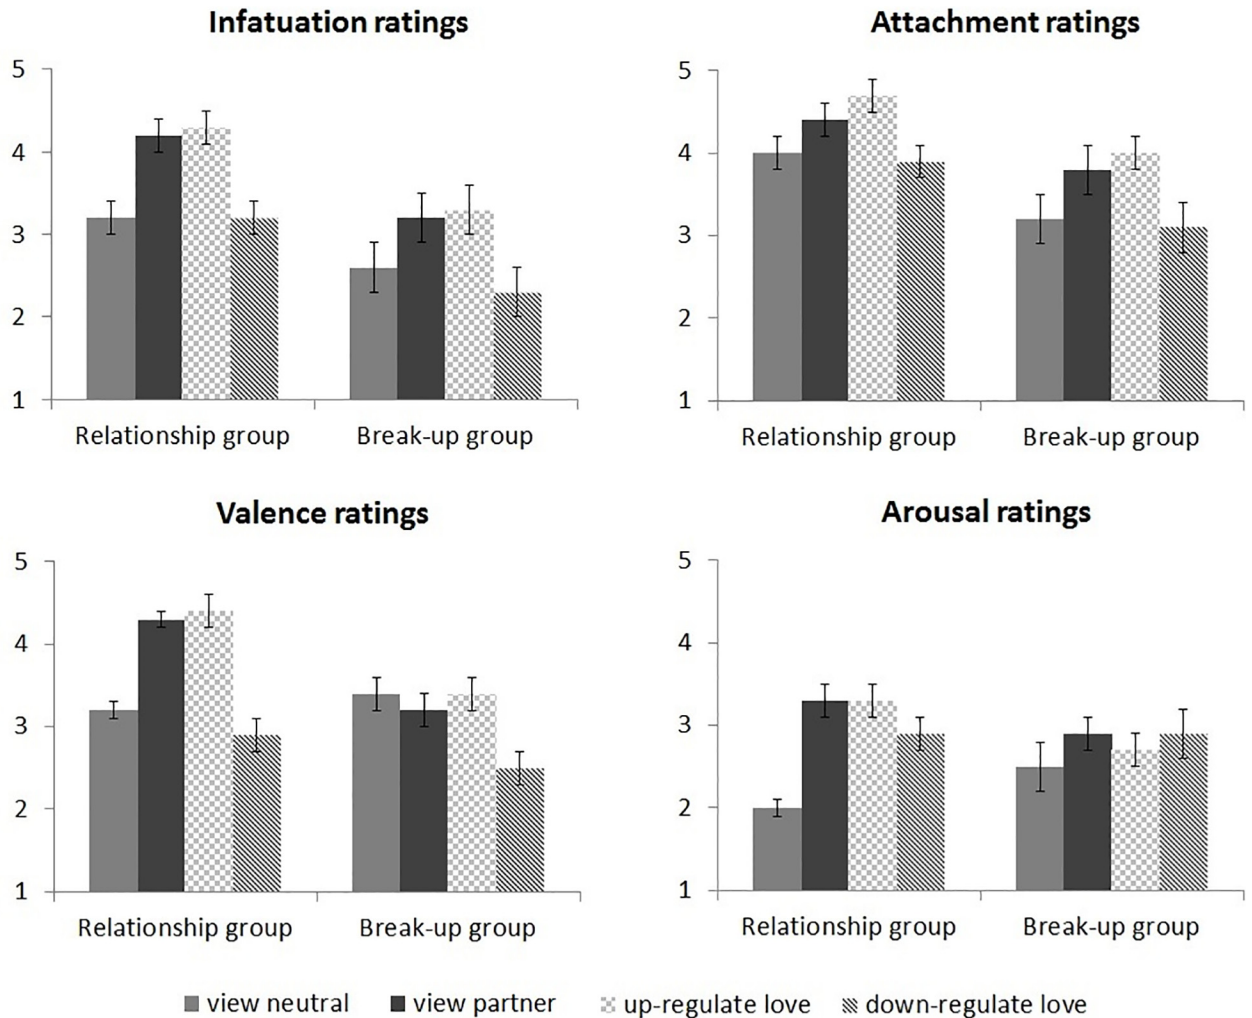 Infatuation ratings
5
4
3
2
1
Relationship group
Break-up group
Attachment ratings
5
4
3
2
1
Relationship group
Break-up group
Valence ratings
5
4
3
2
1
Relationship group
Break-up group
Arousal ratings
5
4
3
2
1
Relationship group
Break-up group
view neutral
view partner
up-regulate love
down-regulate love